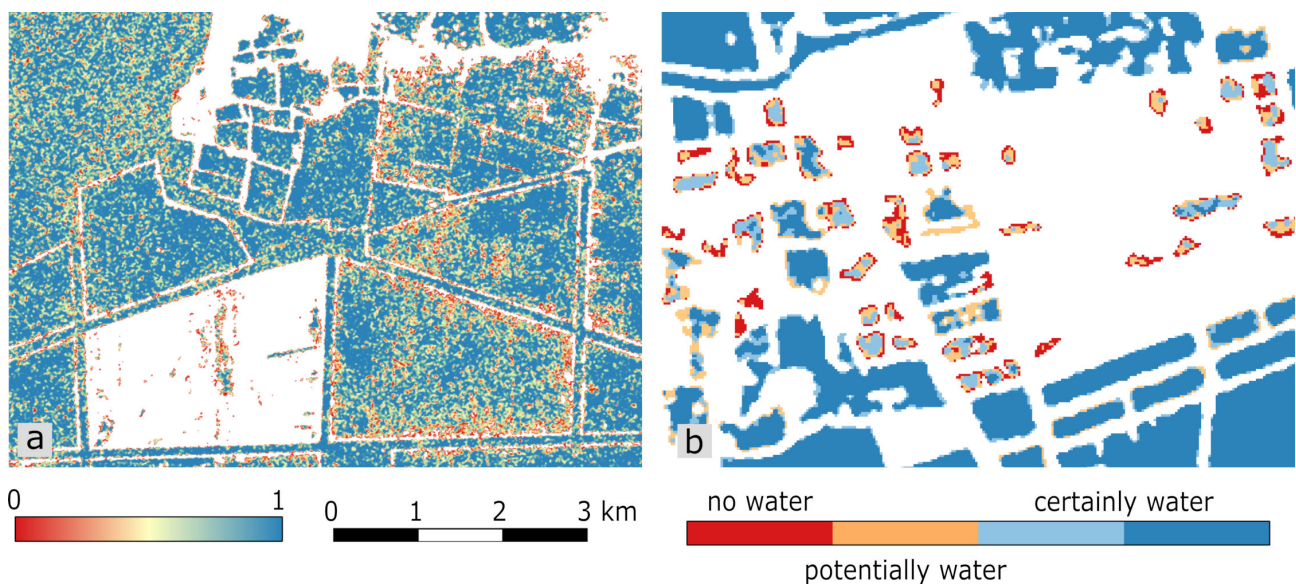 a
b
0 1
0 1 2 3 km
no water certainly water
potentially water